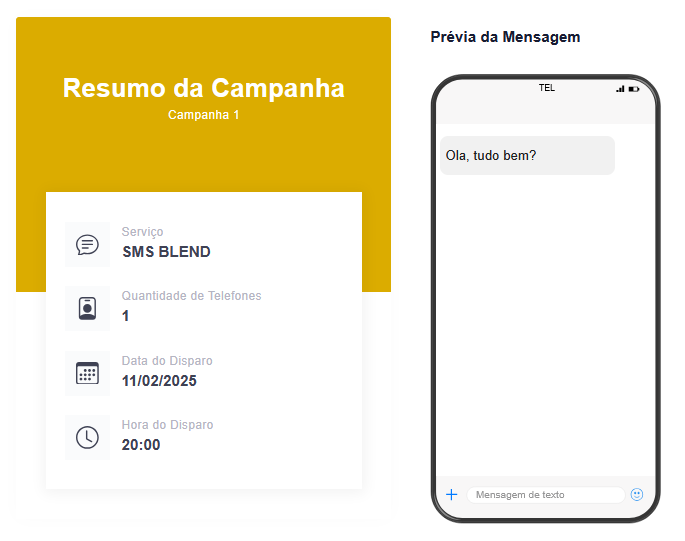 Resumo da Campanha
Campanha 1
Serviço
SMS BLEND
Quantidade de Telefones
1
Data do Disparo
11/02/2025
Hora do Disparo
20:00
Prévia da Mensagem
TEL
Ola, tudo bem?
Mensagem de texto